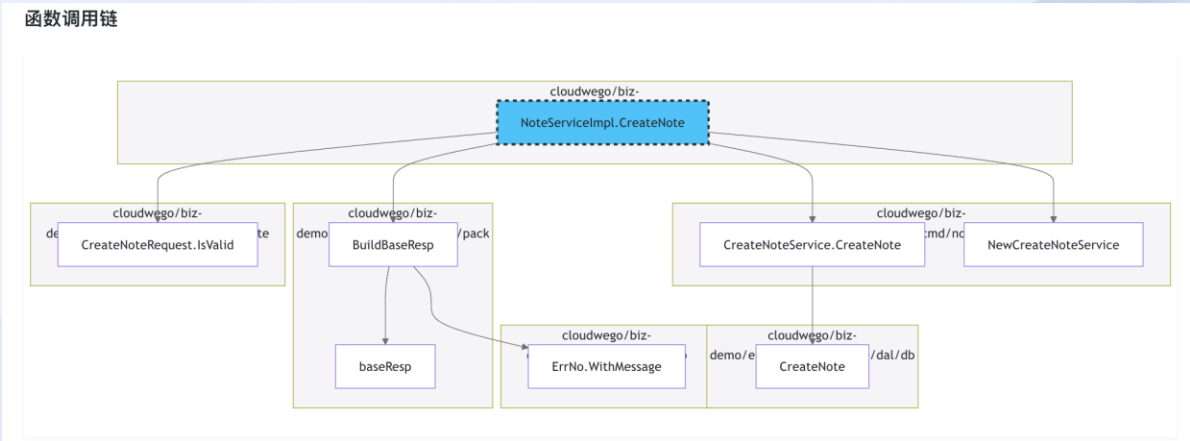 函数调用链
cloudwego/biz-
NoteServiceImpl.CreateNote
cloudwego/biz-
CreateNoteRequest.IsValid
cloudwego/biz-
/pack
BuildBaseResp
cloudwego/biz-
CreateNoteService.CreateNote
NewCreateNoteService
baseResp
cloudwego/biz-
ErrNo.WithMessage
cloudwego/biz-
/dal/db
CreateNote